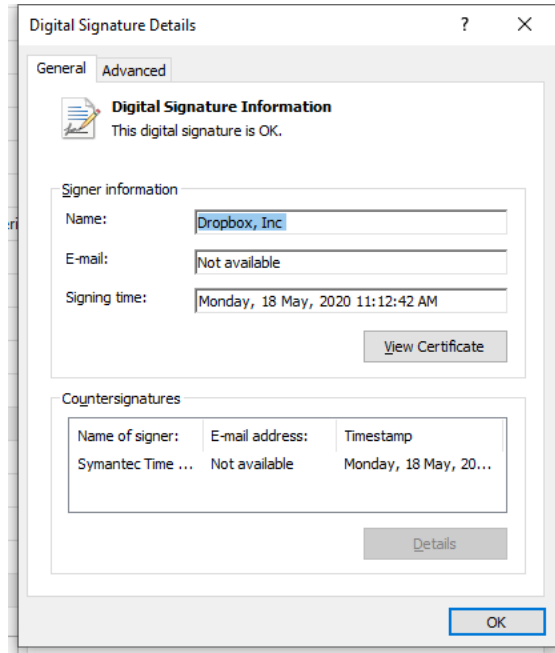 Digital Signature Details ? ×
General Advanced
Digital Signature Information
This digital signature is OK.
Signer information
Name: Dropbox, Inc
E-mail: Not available
Signing time: Monday, 18 May, 2020 11:12:42 AM
View Certificate
Countersignatures
Name of signer: E-mail address: Timestamp
Symantec Time ... Not available Monday, 18 May, 20...
Details
OK